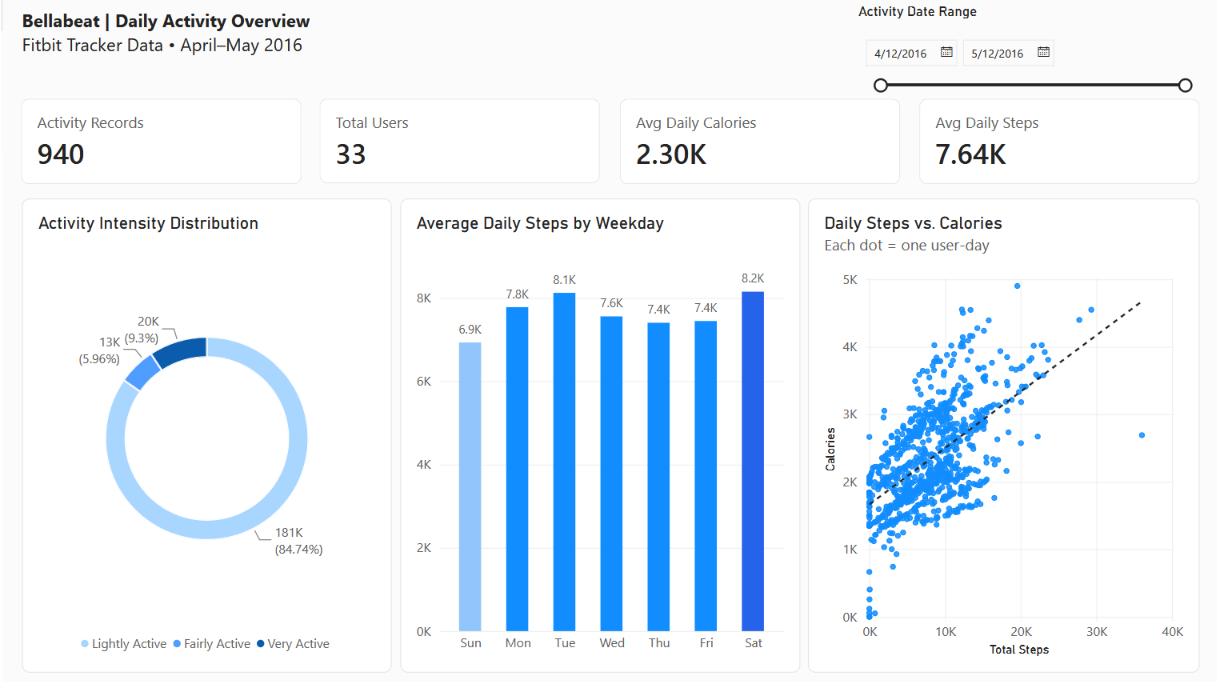 Bellabeat | Daily Activity Overview
Fitbit Tracker Data • April–May 2016
Activity Date Range
4/12/2016
5/12/2016
Activity Records
940
Total Users
33
Avg Daily Calories
2.30K
Avg Daily Steps
7.64K
Activity Intensity Distribution
20K
(9.3%)
13K
(5.96%)
181K
(84.74%)
Lightly Active Fairly Active Very Active
Average Daily Steps by Weekday
8K
6K
4K
2K
0K
6.9K
7.8K
8.1K
7.6K
7.4K
7.4K
8.2K
Sun Mon Tue Wed Thu Fri Sat
Daily Steps vs. Calories
Each dot = one user-day
Calories
5K
4K
3K
2K
1K
0K
0K 10K 20K 30K 40K
Total Steps